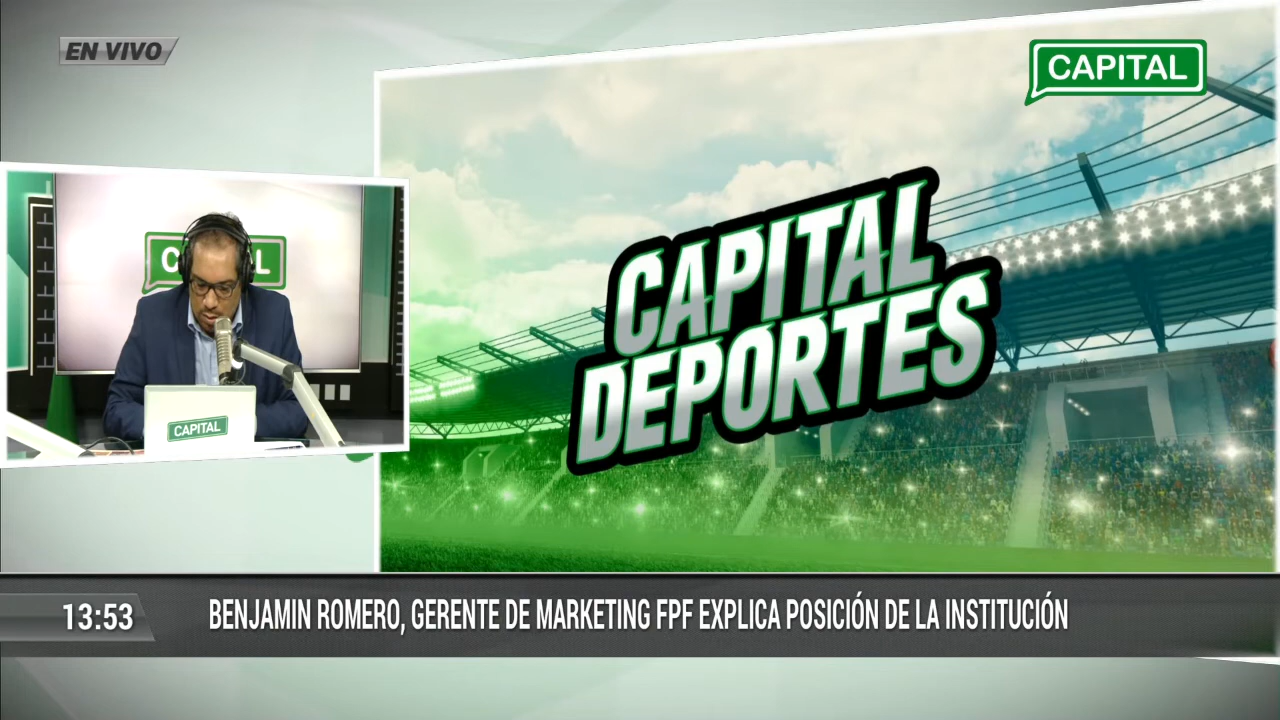 EN VIVO
CAPITAL
CAPITAL
DEPORTES
C L
CAPITAL
13:53
BENJAMIN ROMERO, GERENTE DE MARKETING FPF EXPLICA POSICIÓN DE LA INSTITUCIÓN